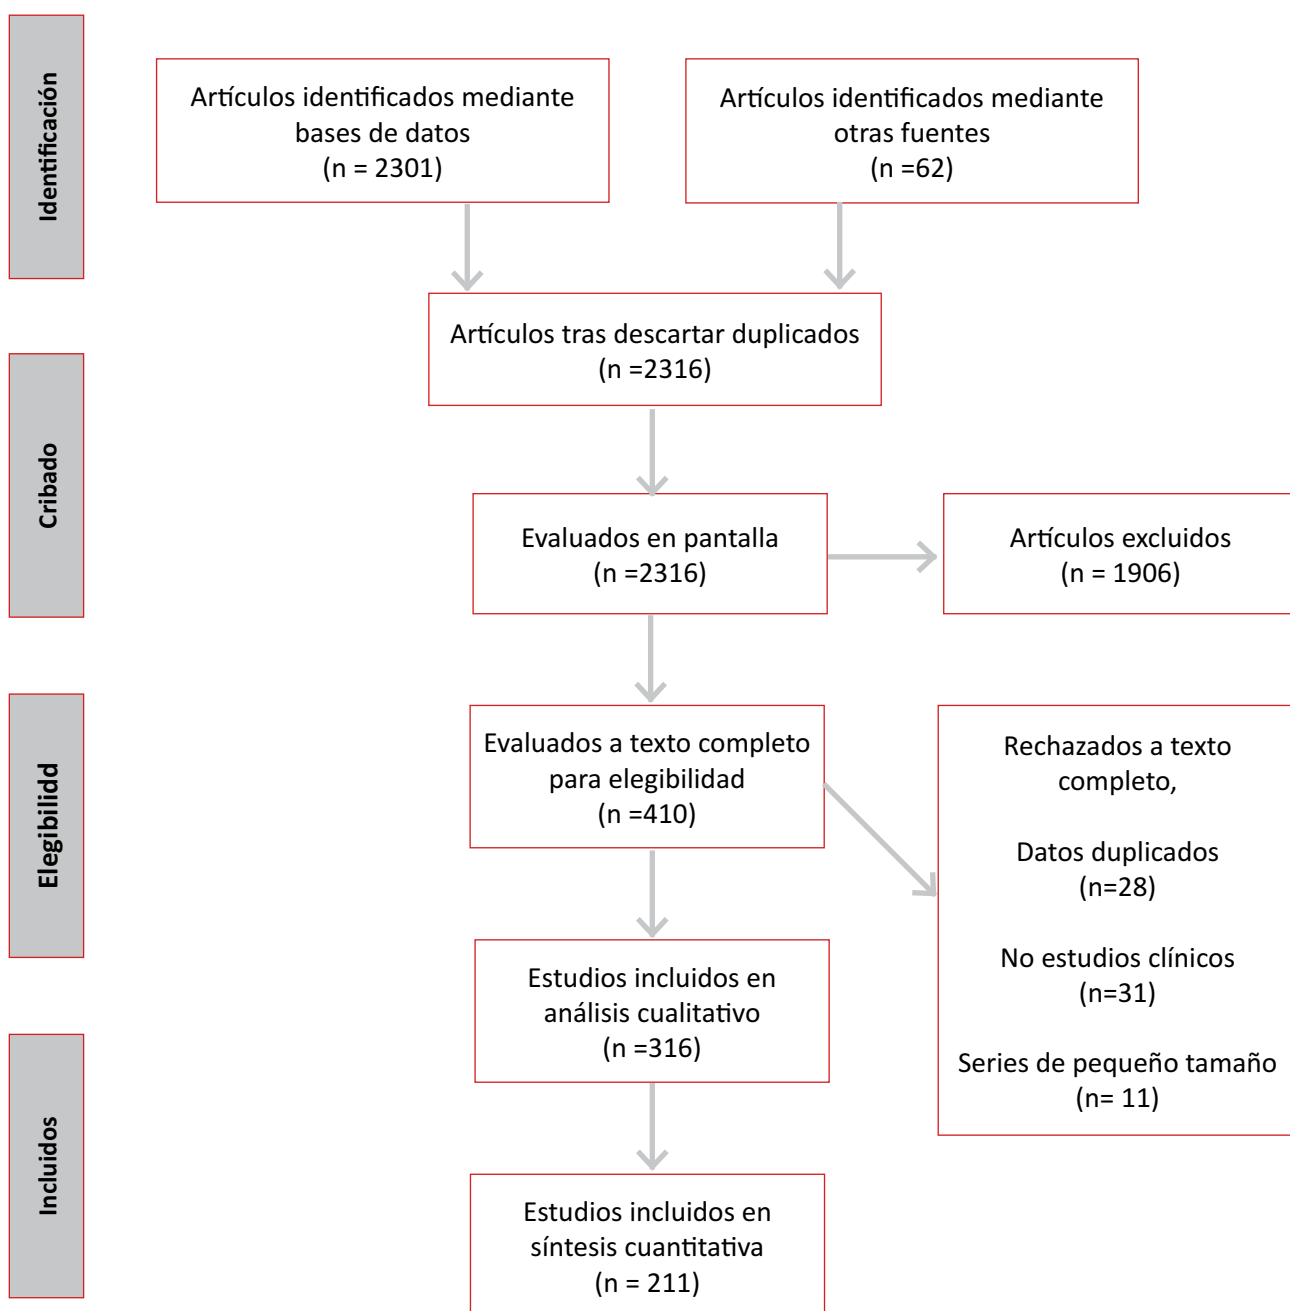 Identificación
Artículos identificados mediante
bases de datos
(n = 2301)
Artículos identificados mediante
otras fuentes
(n =62)
Artículos tras descartar duplicados
(n =2316)
Cribado
Evaluados en pantalla
(n =2316)
Artículos excluidos
(n = 1906)
Elegibilidd
Evaluados a texto completo
para elegibilidad
(n =410)
Rechazados a texto
completo,
Datos duplicados
(n=28)
No estudios clínicos
(n=31)
Series de pequeño tamaño
(n= 11)
Estudios incluidos en
análisis cualitativo
(n =316)
Incluidos
Estudios incluidos en
síntesis cuantitativa
(n = 211)